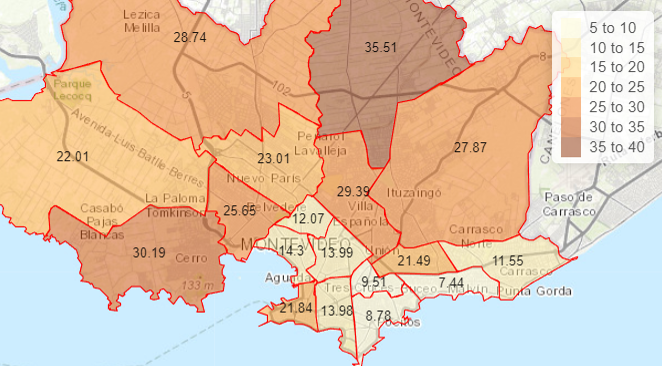 Lezica
Melilla
28.74
35.51
MONTEVIDEO
5 to 10
10 to 15
15 to 20
20 to 25
25 to 30
30 to 35
35 to 40
Parque
Lecocq
5
102
8
Avenida-Luis-Batlle-Berres
22.01
Peñarol
Lavalleja
23.01
Nuevo París
27.87
29.39
Ituzaingó
Villa
Española
La Paloma
Tomkinson
Casabó
Pajas
Blancas
25.65
Belvedere
12.07
Paso de
Carrasco
30.19
Cerro
133 m
MONTEVIDEO
14.3
13.99
Unión
21.49
Carrasco
Norte
11.55
Carrasco
Aguada
Tres Cruces
9.51
Buceo
7.44
Malvín
Punta Gorda
21.84
13.98
8.78